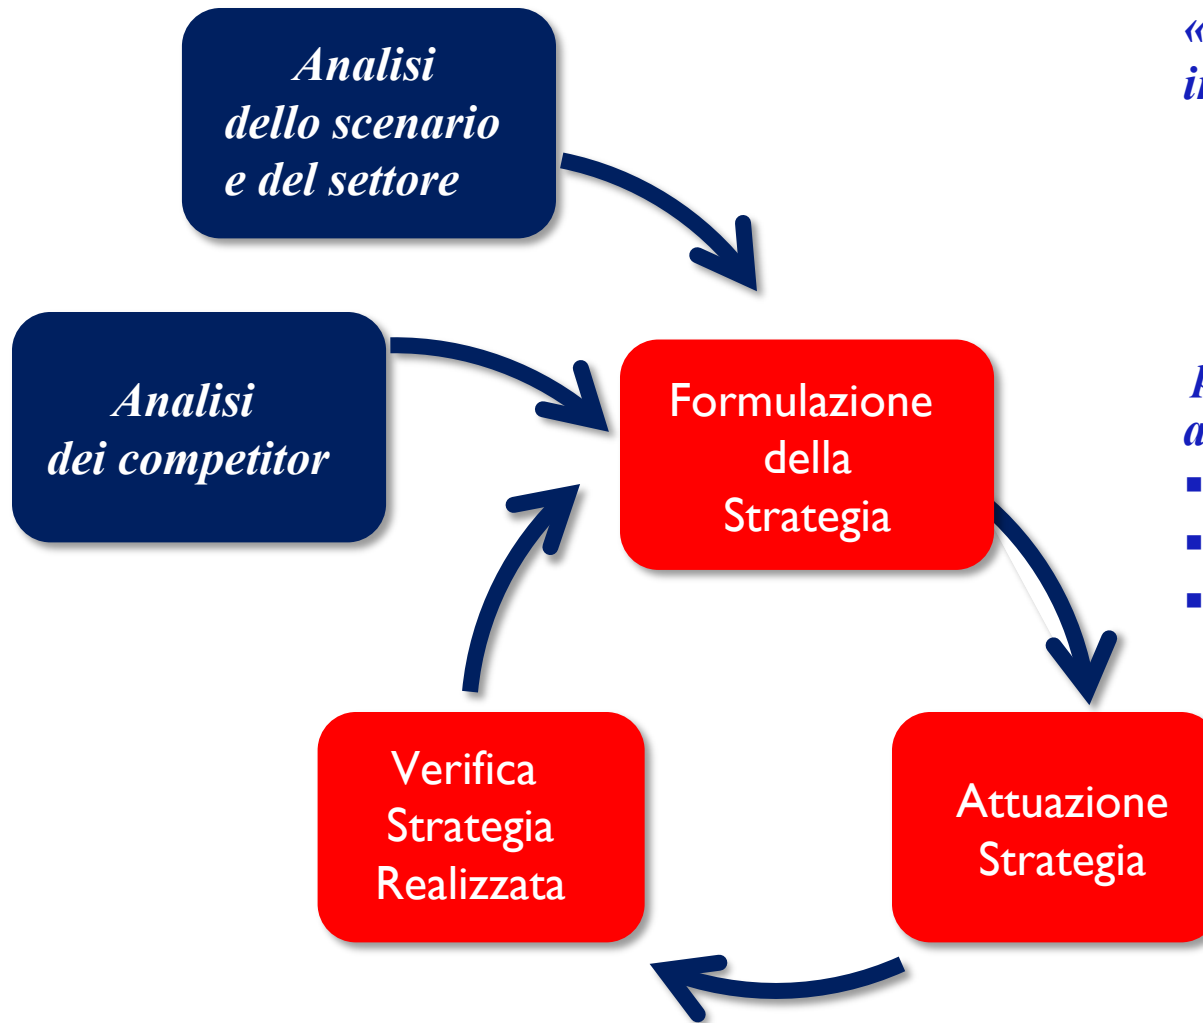 Analisi
dello scenario
e del settore
Analisi
dei competitor
Formulazione
della
Strategia
Verifica
Strategia
Realizzata
Attuazione
Strategia
«